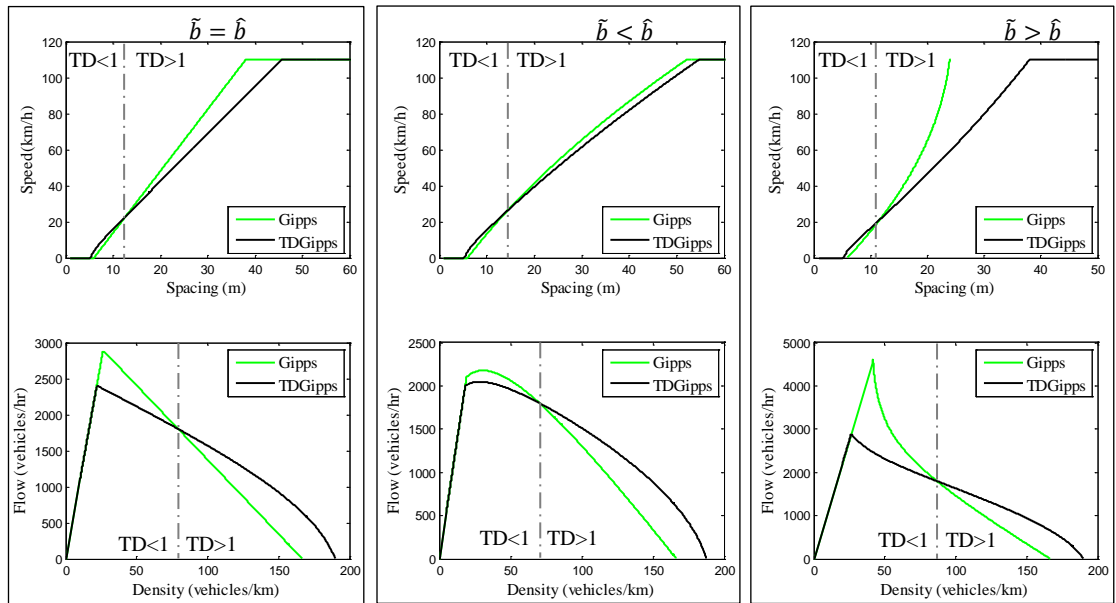 b̃ = b̂
TD<1 TD>1
120
100
80
60
40
20
0
Speed(km/h)
Gipps
TDGipps
0 10 20 30 40 50 60
Spacing (m)
3000
2500
2000
1500
1000
500
0
Flow (vehicles/hr)
Gipps
TDGipps
TD<1 TD>1
0 50 100 150 200
Density (vehicles/km)
b̃ < b̂
TD<1 TD>1
120
100
80
60
40
20
0
Speed(km/h)
Gipps
TDGipps
0 10 20 30 40 50 60
Spacing (m)
2500
2000
1500
1000
500
0
Flow (vehicles/hr)
Gipps
TDGipps
TD<1 TD>1
0 50 100 150 200
Density (vehicles/km)
b̃ > b̂
TD<1 TD>1
120
100
80
60
40
20
0
Speed(km/h)
Gipps
TDGipps
0 10 20 30 40 50
Spacing (m)
5000
4000
3000
2000
1000
0
Flow (vehicles/hr)
Gipps
TDGipps
TD<1 TD>1
0 50 100 150 200
Density (vehicles/km)